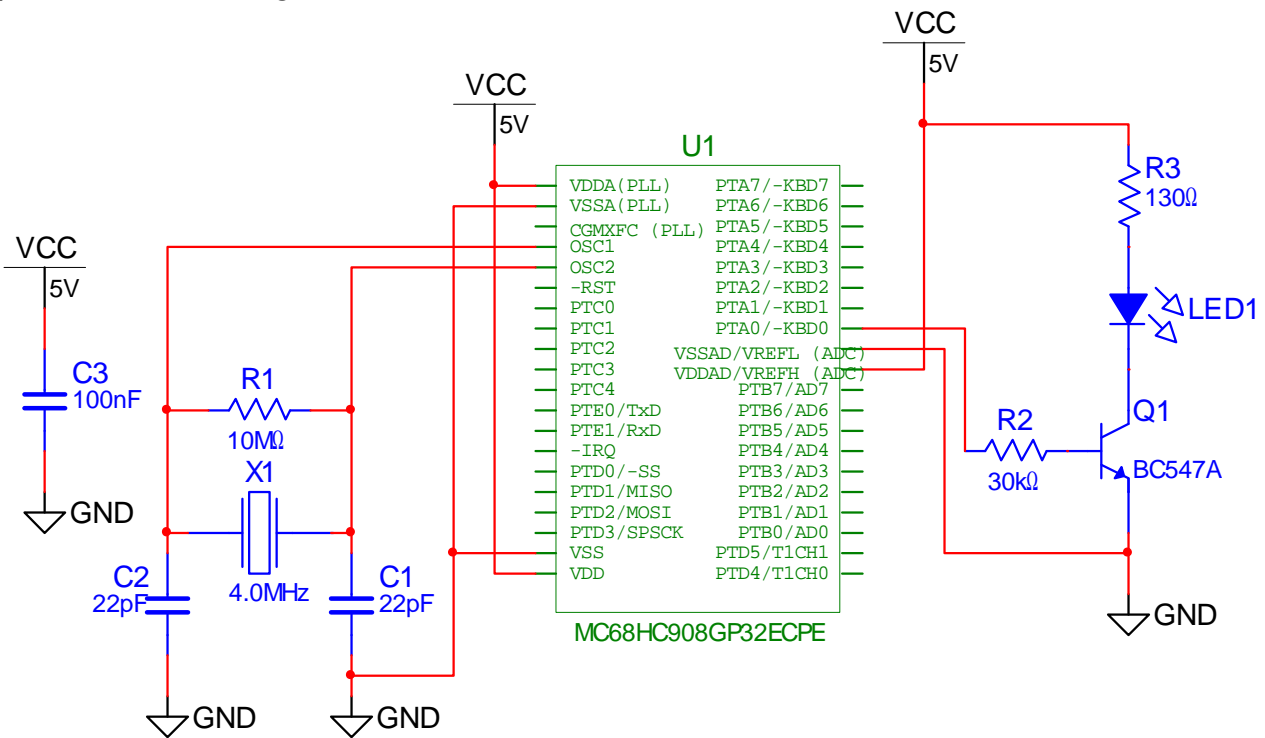 VCC
5V
VCC
5V
U1
VDDA(PLL)
VSSA(PLL)
CGMXFC (PLL)
OSC1
OSC2
-RST
PTC0
PTC1
PTC2
PTC3
PTC4
PTE0/TxD
PTE1/RxD
-IRQ
PTD0/-SS
PTD1/MISO
PTD2/MOSI
PTD3/SPSCK
VSS
VDD
PTA7/-KBD7
PTA6/-KBD6
PTA5/-KBD5
PTA4/-KBD4
PTA3/-KBD3
PTA2/-KBD2
PTA1/-KBD1
PTA0/-KBD0
VSSAD/VREFL (ADC)
VDDAD/VREFH (ADC)
PTB7/AD7
PTB6/AD6
PTB5/AD5
PTB4/AD4
PTB3/AD3
PTB2/AD2
PTB1/AD1
PTB0/AD0
PTD5/T1CH1
PTD4/T1CH0
MC68HC908GP32ECPE
R3
130Ω
LED1
Q1
BC547A
R2
30kΩ
GND
VCC
5V
C3
100nF
GND
R1
10MΩ
X1
4.0MHz
C2
22pF
C1
22pF
GND
GND